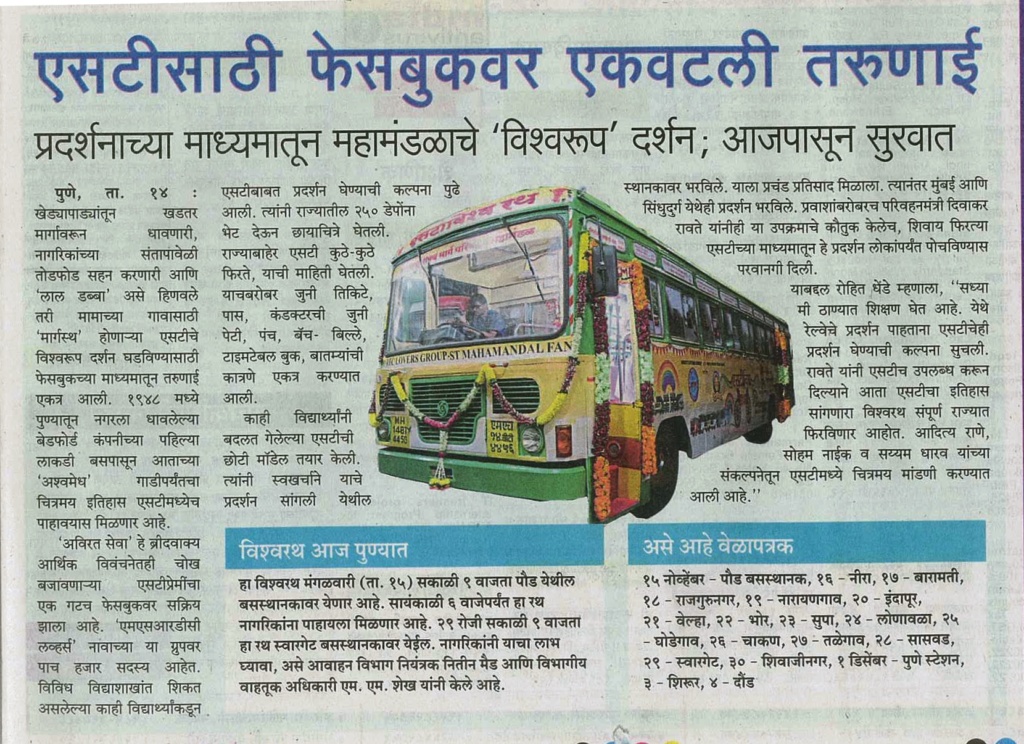 एसटीसाठी फेसबुकवर एकवटली तरुणाई
प्रदर्शनाच्या माध्यमातून महामंडळाचे 'विश्वरूप' दर्शन; आजपासून सुरवात
पुणे, ता. १४ :
खेड्यापाड्यांतून खडतर
मार्गावरून धावणारी,
नागरिकांच्या संतापावेळी
तोडफोड सहन करणारी आणि
'लाल डब्बा' असे हिणवले
तरी मामाच्या गावासाठी
'मार्गस्थ' होणाऱ्या एसटीचे
विश्वरूप दर्शन घडविण्यासाठी
फेसबुकच्या माध्यमातून तरुणाई
एकत्र आली. १९४८ मध्ये
पुण्यातून नगरला धावलेल्या
बेडफोर्ड कंपनीच्या पहिल्या
लाकडी बसपासून आताच्या
'अश्वमेध' गाडीपर्यंतचा
चित्रमय इतिहास एसटीमध्येच
पाहावयास मिळणार आहे.
'अविरत सेवा' हे ब्रीदवाक्य
आर्थिक विवंचनेतही चोख
बजावणाऱ्या एसटीप्रेमींचा
एक गटच फेसबुकवर सक्रिय
झाला आहे. 'एमएसआरडीसी
लव्हर्स' नावाच्या या ग्रुपवर
पाच हजार सदस्य आहेत.
विविध विद्याशाखांत शिकत
असलेल्या काही विद्यार्थ्यांकडून
एसटीबाबत प्रदर्शन घेण्याची कल्पना पुढे
आली. त्यांनी राज्यातील २५० डेपोंना
भेट देऊन छायाचित्रे घेतली.
राज्याबाहेर एसटी कुठे-कुठे
फिरते, याची माहिती घेतली.
याचबरोबर जुनी तिकिटे,
पास, कंडक्टरची जुनी
पेटी, पंच, बॅच- बिल्ले,
टाइमटेबल बुक, बातम्यांची
कात्रणे एकत्र करण्यात
आली.
काही विद्यार्थ्यांनी
बदलत गेलेल्या एसटीची
छोटी मॉडेल तयार केली.
त्यांनी स्वखर्चाने याचे
प्रदर्शन सांगली येथील
स्थानकावर भरविले. याला प्रचंड प्रतिसाद मिळाला. त्यानंतर मुंबई आणि
सिंधुदुर्ग येथेही प्रदर्शन भरविले. प्रवाशांबरोबरच परिवहनमंत्री दिवाकर
रावते यांनीही या उपक्रमाचे कौतुक केलेच, शिवाय फिरत्या
एसटीच्या माध्यमातून हे प्रदर्शन लोकांपर्यंत पोचविण्यास
परवानगी दिली.
याबद्दल रोहित धेंडे म्हणाला, "सध्या
मी ठाण्यात शिक्षण घेत आहे. येथे
रेल्वेचे प्रदर्शन पाहताना एसटीचेही
प्रदर्शन घेण्याची कल्पना सुचली.
रावते यांनी एसटीच उपलब्ध करून
दिल्याने आता एसटीचा इतिहास
सांगणारा विश्वरथ संपूर्ण राज्यात
फिरविणार आहोत. आदित्य राणे,
सोहम नाईक व सय्यम धारव यांच्या
संकल्पनेतून एसटीमध्ये चित्रमय मांडणी करण्यात
आली आहे."
LOVERS GROUP-ST MAHAMANDAL FAN
MH
14BT
4456
एमएच
१४ बीटी
४४५६
विश्वरथ आज पुण्यात
हा विश्वरथ मंगळवारी (ता. १५) सकाळी ९ वाजता पौड येथील
बसस्थानकावर येणार आहे. सायंकाळी ६ वाजेपर्यंत हा रथ
नागरिकांना पाहायला मिळणार आहे. २९ रोजी सकाळी ९ वाजता
हा रथ स्वारगेट बसस्थानकावर येईल. नागरिकांनी याचा लाभ
घ्यावा, असे आवाहन विभाग नियंत्रक नितीन मैड आणि विभागीय
वाहतूक अधिकारी एम. एम. शेख यांनी केले आहे.
असे आहे वेळापत्रक
१५ नोव्हेंबर - पौड बसस्थानक, १६ - नीरा, १७ - बारामती,
१८ - राजगुरुनगर, १९ - नारायणगाव, २० - इंदापूर,
२१ - वेल्हा, २२ - भोर, २३ - सुपा, २४ - लोणावळा, २५
- घोडेगाव, २६ - चाकण, २७ - तळेगाव, २८ - सासवड,
२९ - स्वारगेट, ३० - शिवाजीनगर, १ डिसेंबर - पुणे स्टेशन,
३ - शिरूर, ४ - दौंड